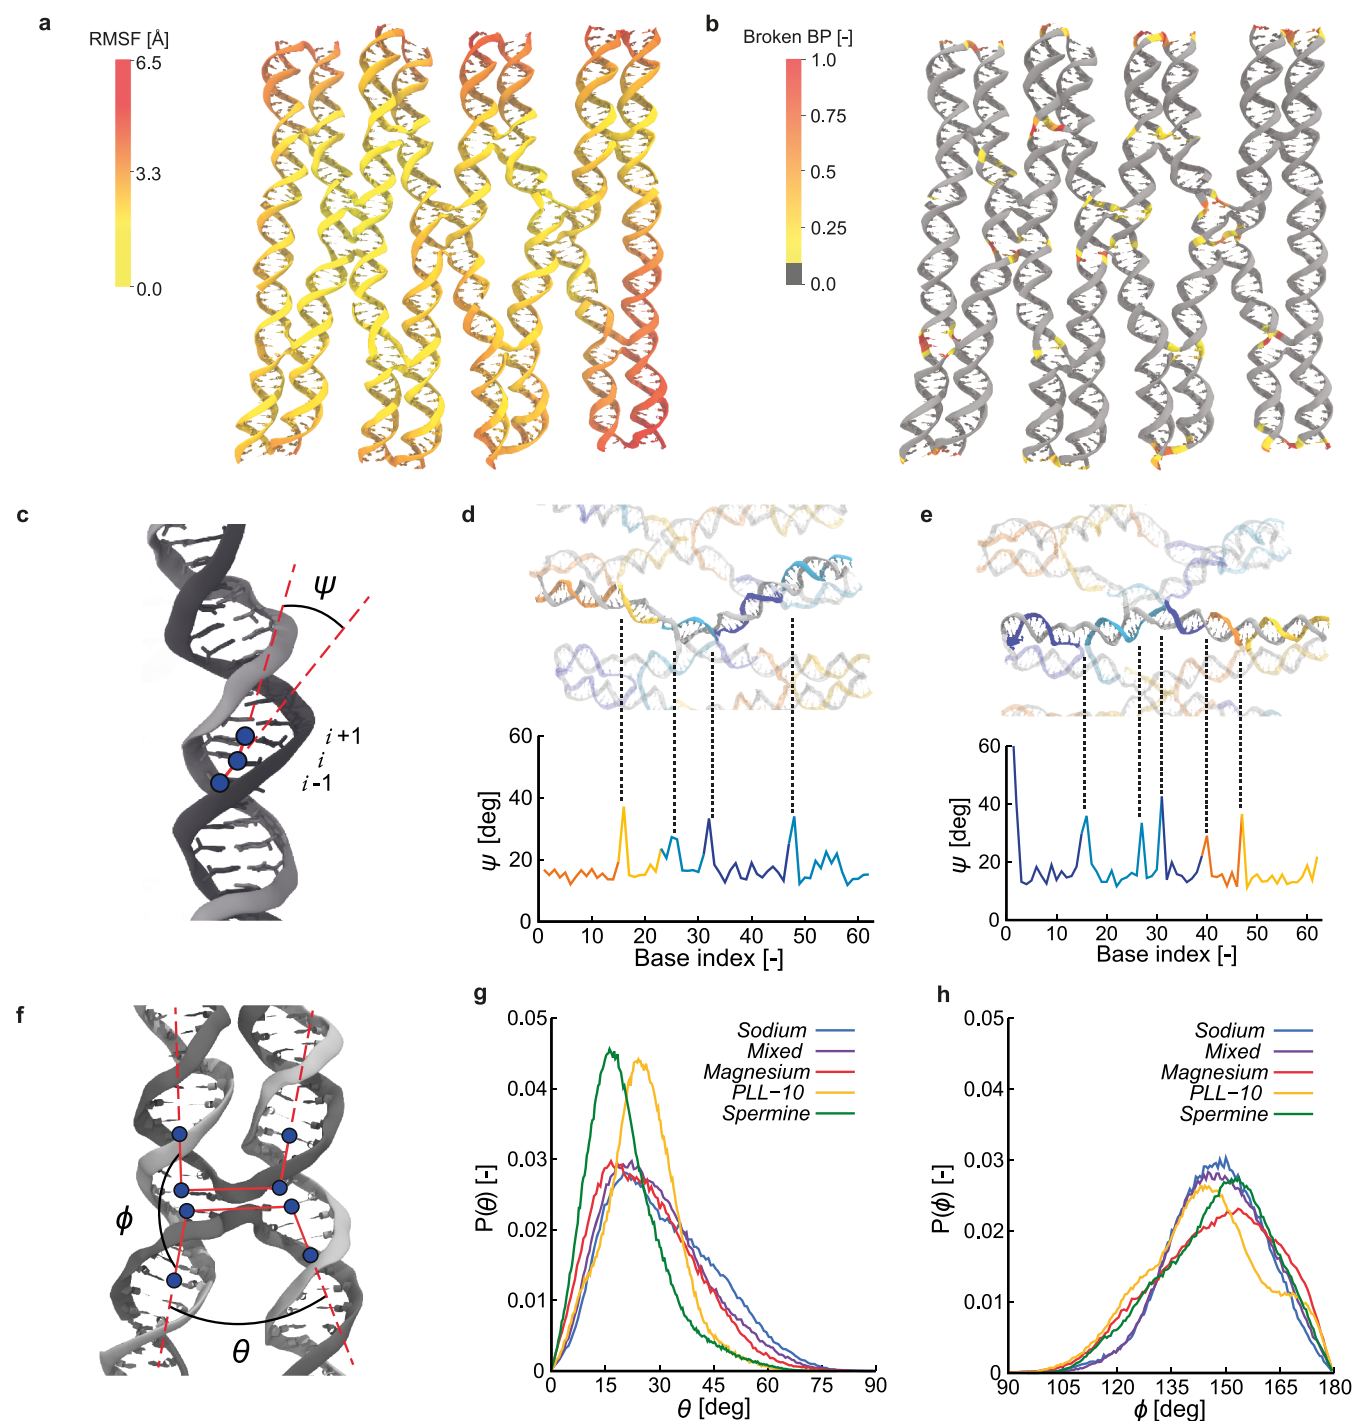 a
RMSF [Å]
6.5
3.3
0.0
b
Broken BP [-]
1.0
0.75
0.5
0.25
0.0
c
ψ
i+1
i
i-1
d
60
40
20
0
ψ [deg]
0 10 20 30 40 50 60
Base index [-]
e
60
40
20
0
ψ [deg]
0 10 20 30 40 50 60
Base index [-]
f
ϕ
θ
g
0.05
0.04
0.03
0.02
0.01
0
P(θ) [-]
Sodium
Mixed
Magnesium
PLL-10
Spermine
0 15 30 45 60 75 90
θ [deg]
h
0.05
0.04
0.03
0.02
0.01
0
P(ϕ) [-]
Sodium
Mixed
Magnesium
PLL-10
Spermine
90 105 120 135 150 165 180
ϕ [deg]